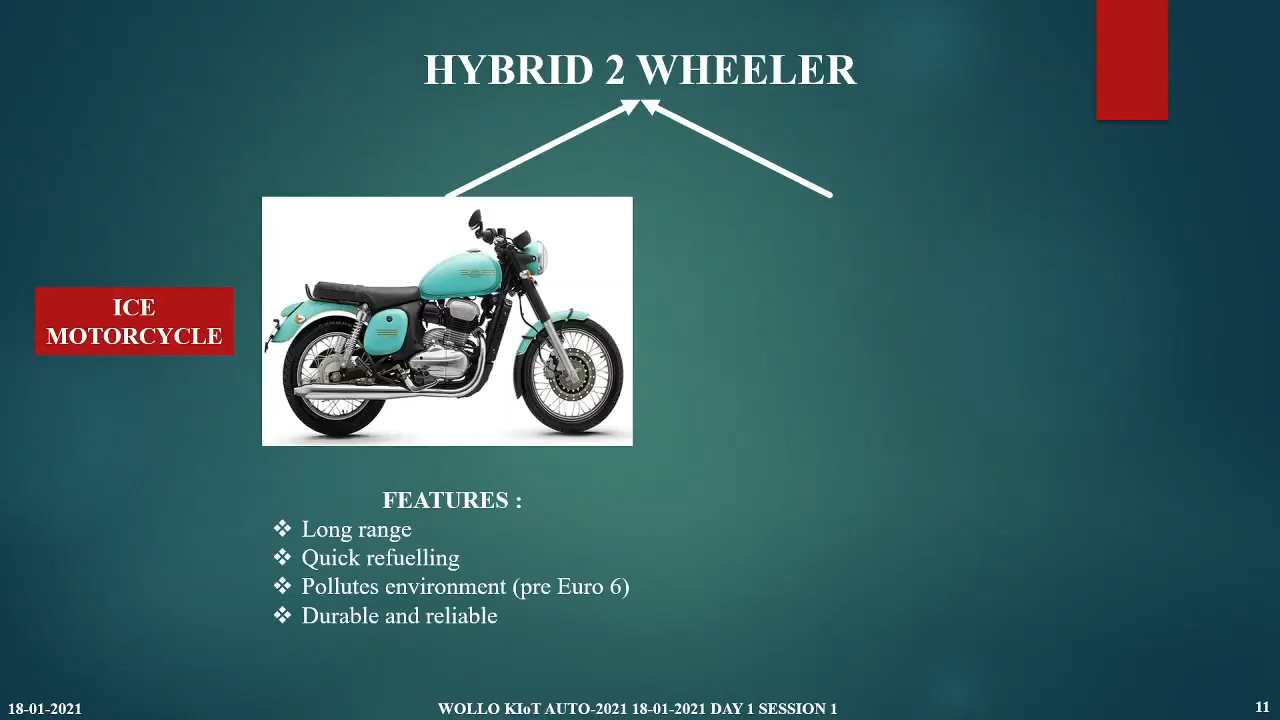 HYBRID 2 WHEELER
ICE
MOTORCYCLE
FEATURES :
❖ Long range
❖ Quick refuelling
❖ Pollutes environment (pre Euro 6)
❖ Durable and reliable
18-01-2021
WOLLO KIoT AUTO-2021 18-01-2021 DAY 1 SESSION 1
11